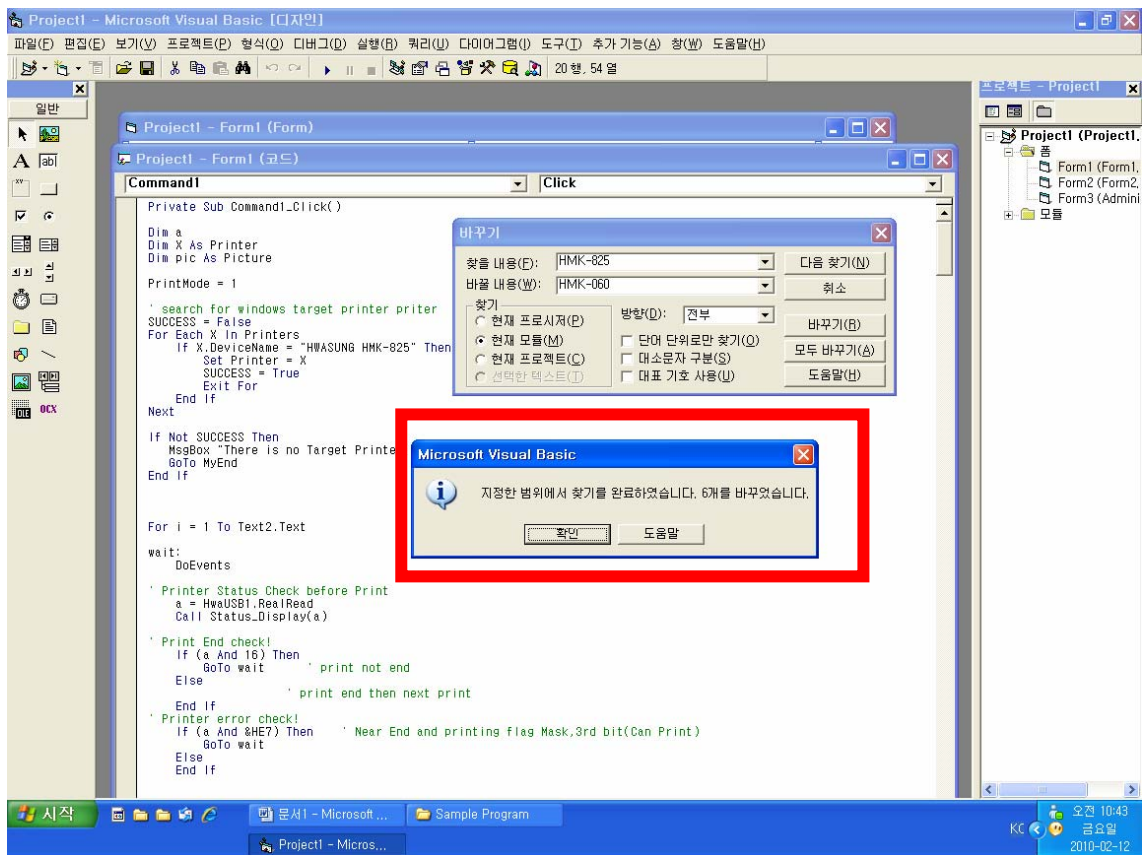 Project1 - Microsoft Visual Basic [디자인]
파일(F) 편집(E) 보기(V) 프로젝트(P) 형식(O) 디버그(D) 실행(R) 쿼리(U) 다이어그램(I) 도구(T) 추가 기능(A) 창(W) 도움말(H)
20 행, 54 열
일반
프로젝트 - Project1
Project1 (Project1.
폼
Form1 (Form1,
Form2 (Form2,
Form3 (Admini
모듈
Project1 - Form1 (Form)
Project1 - Form1 (코드)
Command1
Click
Private Sub Command1_Click()
Dim a
Dim X As Printer
Dim pic As Picture
PrintMode = 1
' search for windows target printer priter
SUCCESS = False
For Each X In Printers
If X.DeviceName = "HWASUNG HMK-825" Then
Set Printer = X
SUCCESS = True
Exit For
End If
Next
If Not SUCCESS Then
MsgBox "There is no Target Printe
GoTo MyEnd
End If
For i = 1 To Text2.Text
wait:
DoEvents
' Printer Status Check before Print
a = HwaUSB1.RealRead
Call Status_Display(a)
' Print End check!
If (a And 16) Then
GoTo wait ' print not end
Else
' print end then next print
End If
' Printer error check!
If (a And &HE7) Then ' Near End and printing flag Mask,3rd bit(Can Print)
GoTo wait
Else
End If
바꾸기
찾을 내용(F): HMK-825
다음 찾기(N)
바꿀 내용(W): HMK-060
취소
찾기
현재 프로시저(P)
현재 모듈(M)
현재 프로젝트(C)
선택한 텍스트(T)
방향(D): 전부
단어 단위로만 찾기(O)
대소문자 구분(S)
대표 기호 사용(U)
바꾸기(R)
모두 바꾸기(A)
도움말(H)
Microsoft Visual Basic
지정한 범위에서 찾기를 완료하였습니다. 6개를 바꾸었습니다.
확인
도움말
A
ab
xv
OLE
OCX
시작
문서1 - Microsoft ...
Sample Program
Project1 - Micros...
KC
오전 10:43
금요일
2010-02-12